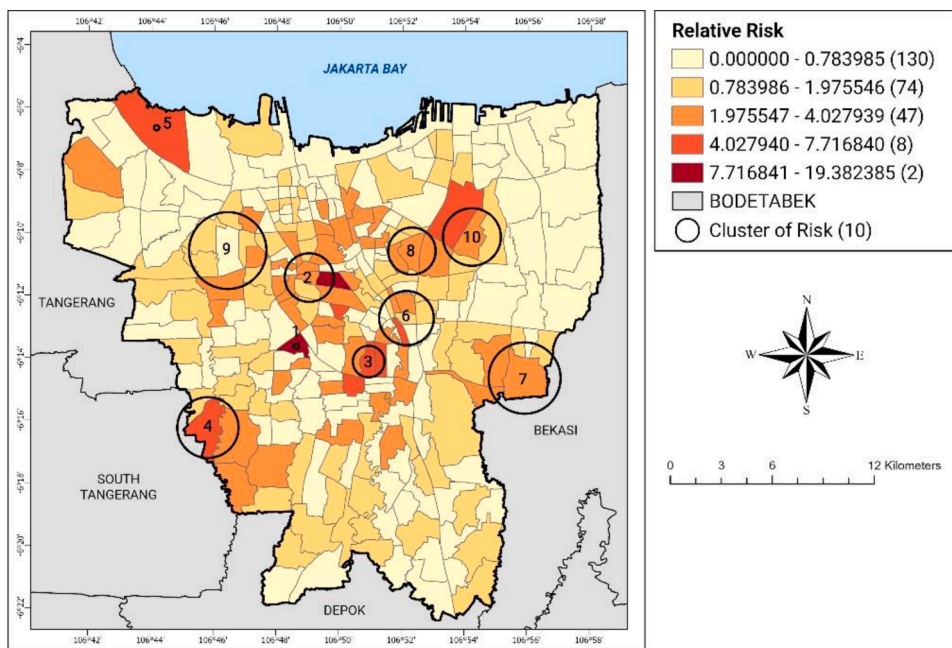 106°42' 106°44' 106°46' 106°48' 106°50' 106°52' 106°54' 106°56' 106°58'
-6°4'
JAKARTA BAY
-6°6'
5
-6°8'
-6°10'
9
8
10
2
-6°12'
TANGERANG
6
1
-6°14'
3
7
-6°16'
4
BEKASI
-6°18'
SOUTH
TANGERANG
-6°20'
-6°22'
DEPOK
106°42' 106°44' 106°46' 106°48' 106°50' 106°52' 106°54' 106°56' 106°58'
Relative Risk
0.000000 - 0.783985 (130)
0.783986 - 1.975546 (74)
1.975547 - 4.027939 (47)
4.027940 - 7.716840 (8)
7.716841 - 19.382385 (2)
BODETABEK
Cluster of Risk (10)
N
W E
S
0 3 6 12 Kilometers